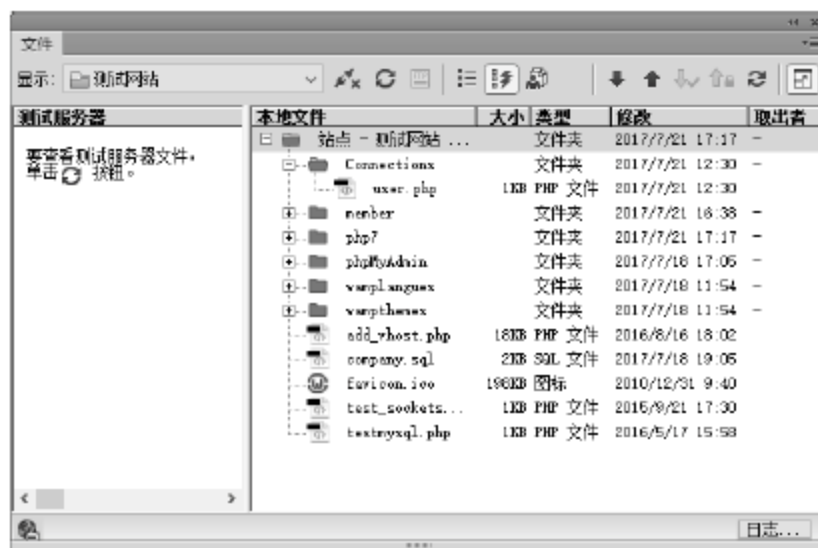 文件
显示: 测试网站
测试服务器
要查看测试服务器文件，
单击 按钮。
本地文件 大小 类型 修改 取出者
站点 - 测试网站 ... 文件夹 2017/7/21 17:17 -
Connections 文件夹 2017/7/21 12:30 -
user.php 1KB PHP 文件 2017/7/21 12:30
member 文件夹 2017/7/21 16:38 -
php7 文件夹 2017/7/21 17:17 -
phpMyAdmin 文件夹 2017/7/18 17:05 -
wamplangues 文件夹 2017/7/18 11:54 -
wampthemes 文件夹 2017/7/18 11:54 -
add_vhost.php 18KB PHP 文件 2016/8/16 18:02
company.sql 2KB SQL 文件 2017/7/18 19:05
favicon.ico 198KB 图标 2010/12/31 9:40
test_sockets... 1KB PHP 文件 2015/9/21 17:30
testmysql.php 1KB PHP 文件 2016/5/17 15:58
日志...